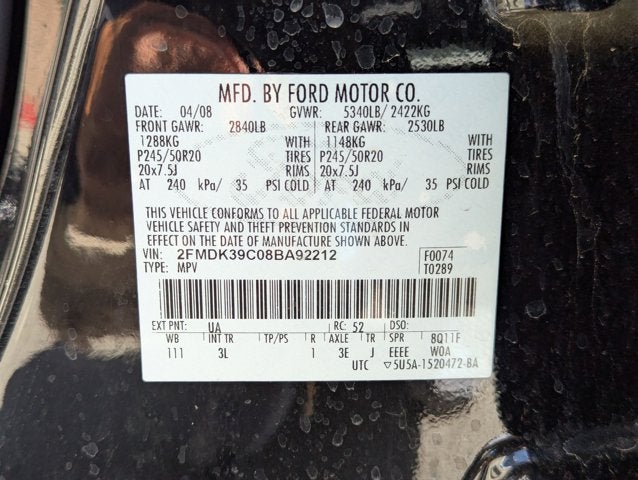 MFD. BY FORD MOTOR CO.
DATE: 04/08 GVWR: 5340LB/ 2422KG
FRONT GAWR: 2840LB REAR GAWR: 2530LB
1288KG WITH 1148KG WITH
P245/50R20 TIRES P245/50R20 TIRES
20x7.5J RIMS 20x7.5J RIMS
AT 240 kPa/ 35 PSI COLD AT 240 kPa/ 35 PSI COLD
THIS VEHICLE CONFORMS TO ALL APPLICABLE FEDERAL MOTOR
VEHICLE SAFETY AND THEFT PREVENTION STANDARDS IN
EFFECT ON THE DATE OF MANUFACTURE SHOWN ABOVE.
VIN: 2FMDK39C08BA92212 F0074
TYPE: MPV T0289
EXT PNT: UA RC: 52 DSO:
WB INT TR TP/PS R AXLE TR SPR 8Q11F
111 3L 1 3E J EEEE WOA
UTC ▽5U5A-1520472-BA